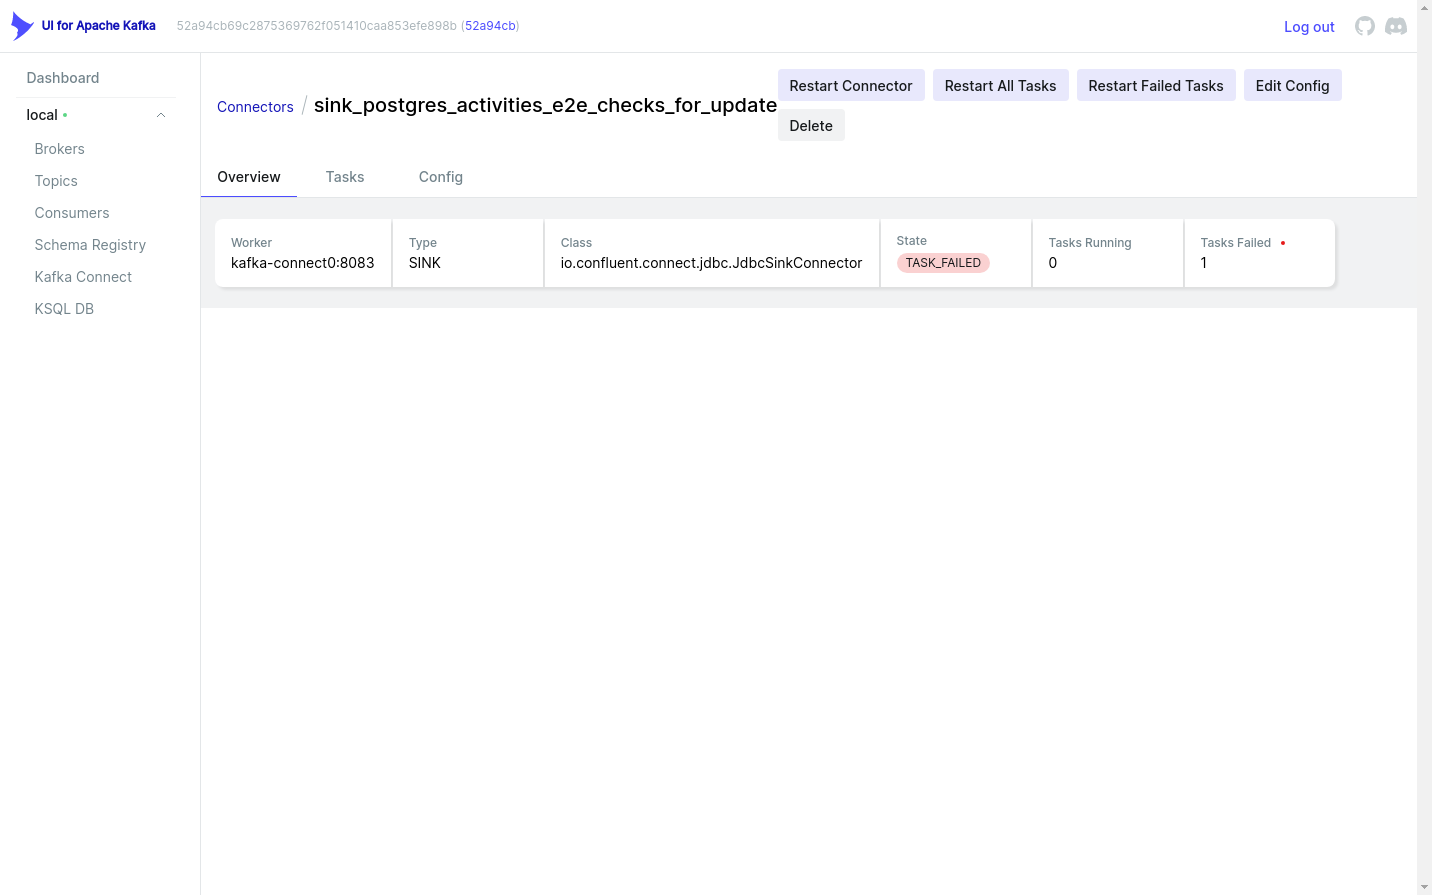 UI for Apache Kafka
52a94cb69c2875369762f051410caa853efe898b (52a94cb)
Log out
Dashboard
local
Brokers
Topics
Consumers
Schema Registry
Kafka Connect
KSQL DB
Connectors / sink_postgres_activities_e2e_checks_for_update
Restart Connector
Restart All Tasks
Restart Failed Tasks
Edit Config
Delete
Overview
Tasks
Config
Worker
kafka-connect0:8083
Type
SINK
Class
io.confluent.connect.jdbc.JdbcSinkConnector
State
TASK_FAILED
Tasks Running
0
Tasks Failed
1